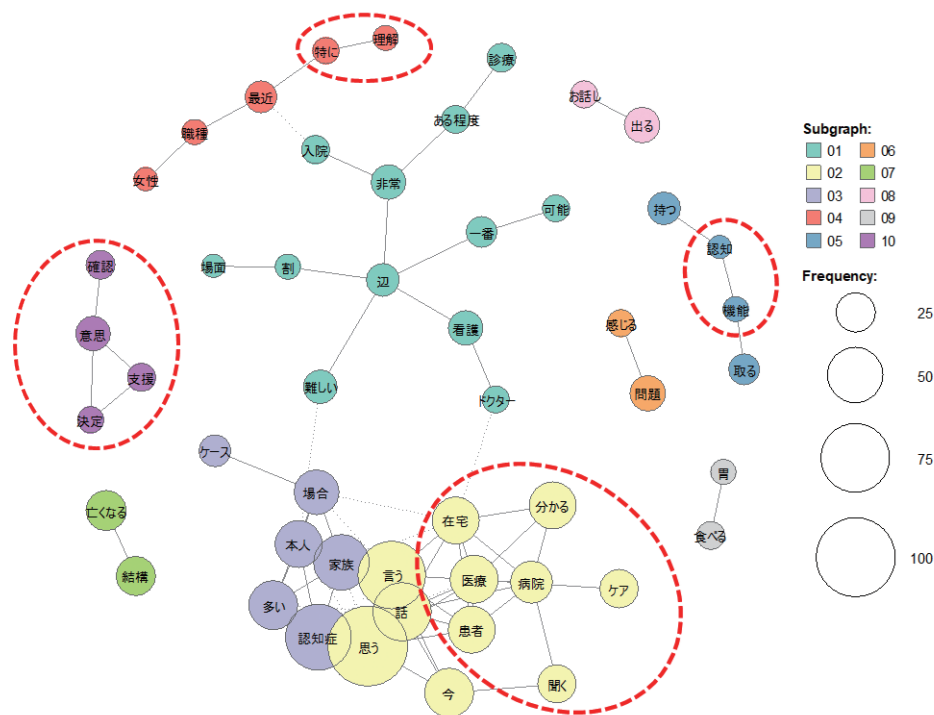 理解
特に
最近
職種
女性
診療
ある程度
入院
非常
お話し
出る
可能
一番
場面
割
辺
看護
難しい
ドクター
持つ
認知
機能
取る
感じる
問題
確認
意思
支援
決定
胃
食べる
亡くなる
結構
ケース
場合
本人
家族
多い
認知症
言う
話
思う
今
在宅
分かる
医療
病院
ケア
患者
聞く
Subgraph:
01 06
02 07
03 08
04 09
05 10
Frequency:
25
50
75
100